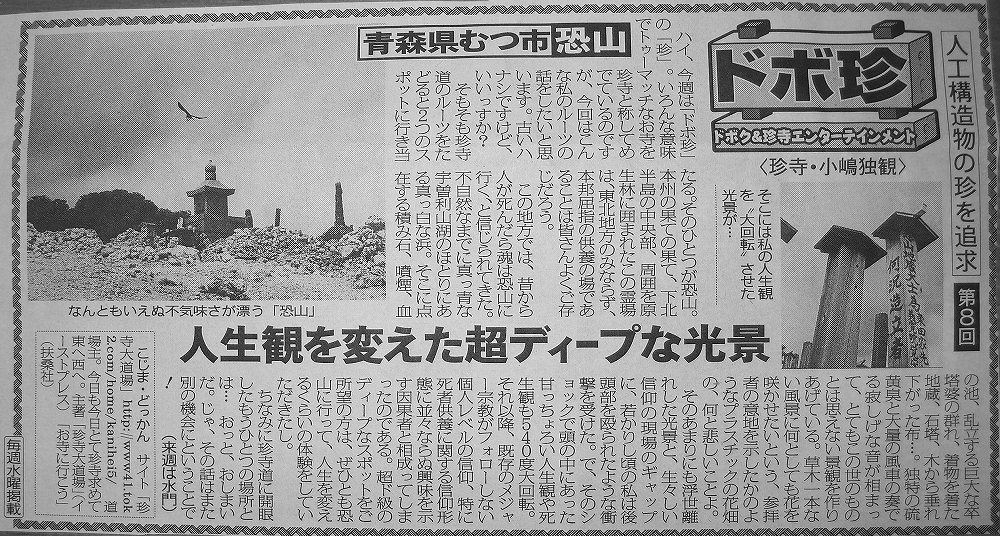 人工構造物の珍を追求
第8回
ドボ珍
ドボク&珍寺エンターテインメント
〈珍寺・小嶋独観〉
青森県むつ市恐山
ハイ、今週は「ドボ珍」
の「珍」。いろんな意味
でトゥーマッチなお寺を
珍寺と称してめ
でているのです
が、今回はこん
な私のルーツの
話をしたいと思
います。古いハ
ナシですけど、
いいっすか?
そもそも珍寺
道のルーツをた
どると2つのス
ポットに行き当
たる。そのひとつが恐山。
本州の果ての果て、下北
半島の中央部、周囲を原
生林に囲まれたこの霊場
は、東北地方のみならず、
本邦屈指の供養の場であ
ることは皆さんよくご存
じだろう。
この地方では、昔から
人が死んだら魂は恐山に
行く、と信じられてきた。
不自然なまでに真っ青な
宇曽利山湖のほとりにあ
る真っ白な浜。そこに点
在する積み石、噴煙、血
の池、乱立する巨大な卒
塔婆の群れ、着物を着た
地蔵、石塔、木から垂れ
下がった布…。独特の硫
黄臭と大量の風車の奏で
る寂しげな音が相まっ
て、とてもこの世のもの
とは思えない景観を作り
あげている。草木一本な
い風景に何としても花を
咲かせたいという、参拝
者の意地を示したかのよ
うなプラスチックの花畑
の、何と悲しいことよ。
そのあまりにも浮世離
れした光景と、生々しい
信仰の現場のギャップ
に、若かりし頃の私は後
頭部を殴られたような衝
撃を受けた。で、そのシ
ョックで頭の中にあった
甘っちょろい人生観や死
生観も540度大回転。
それ以降、既存のメジャ
ー宗教がフォローしない
個人レベルの信仰、特に
死者供養に関する信仰形
態に並々ならぬ興味を示
す因果者と相成ってしま
ったのである。超ド級の
ディープなスポットをご
所望の方は、ぜひとも恐
山に行って、人生を変え
るくらいの体験をしてい
ただきたし。
ちなみに珍寺道に開眼
したもうひとつの場所と
は…おっと、おしまい
だ。じゃ、その話はまた
別の機会にということで
!(来週は水門)
そこには私の人生観
を〝大回転〟させた
光景が…
なんともいえぬ不気味さが漂う「恐山」
人生観を変えた超ディープな光景
こじま・どっかん サイト「珍
寺大道場」http://www41.tok
2.com/home/kanihei5/ 道
場主。今日も今日とて珍寺求めて
東へ西へ。主著「珍寺大道場」(イ
ーストプレス)「お寺に行こう」
(扶桑社)
毎週水曜掲載